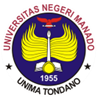 UNIVERSITAS NEGERI MANADO
1955
UNIMA TONDANO